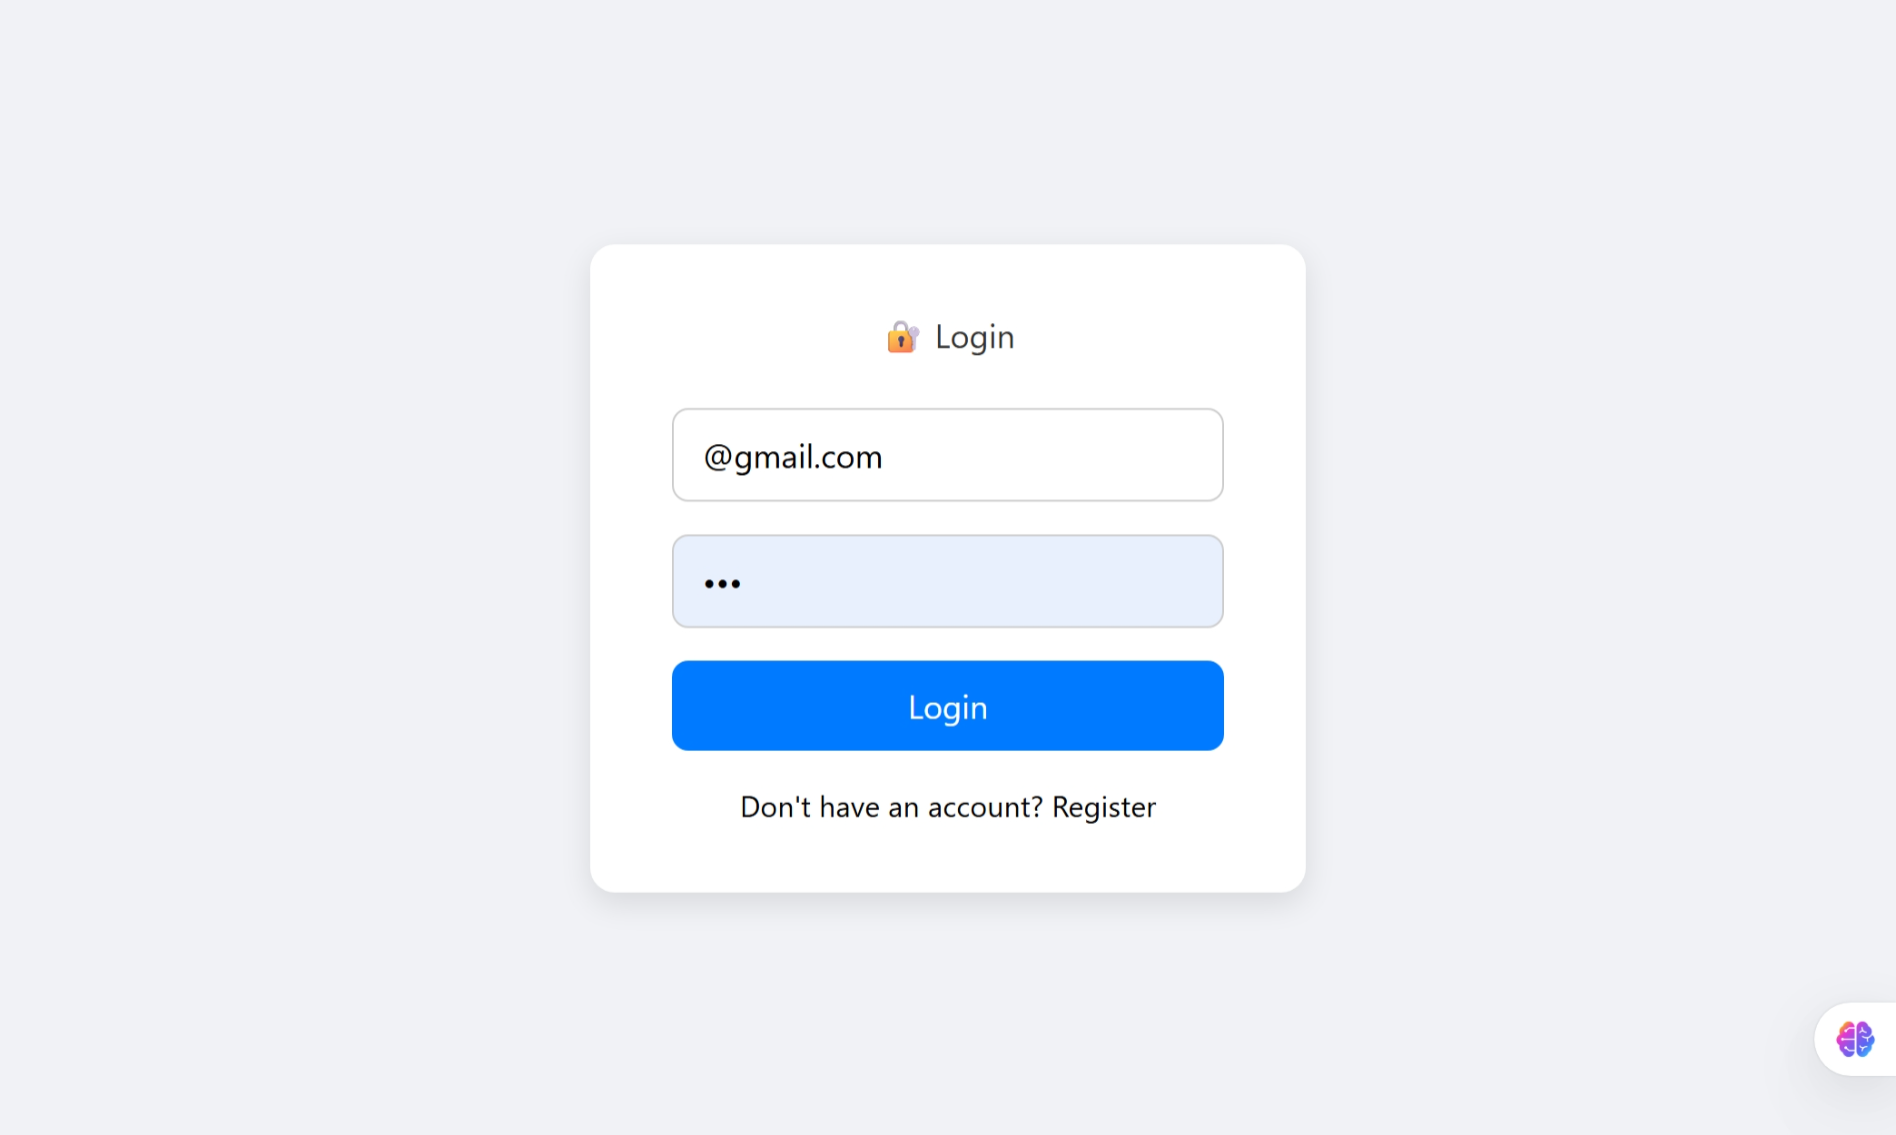 🔐 Login
@gmail.com
•••
Login
Don't have an account? Register